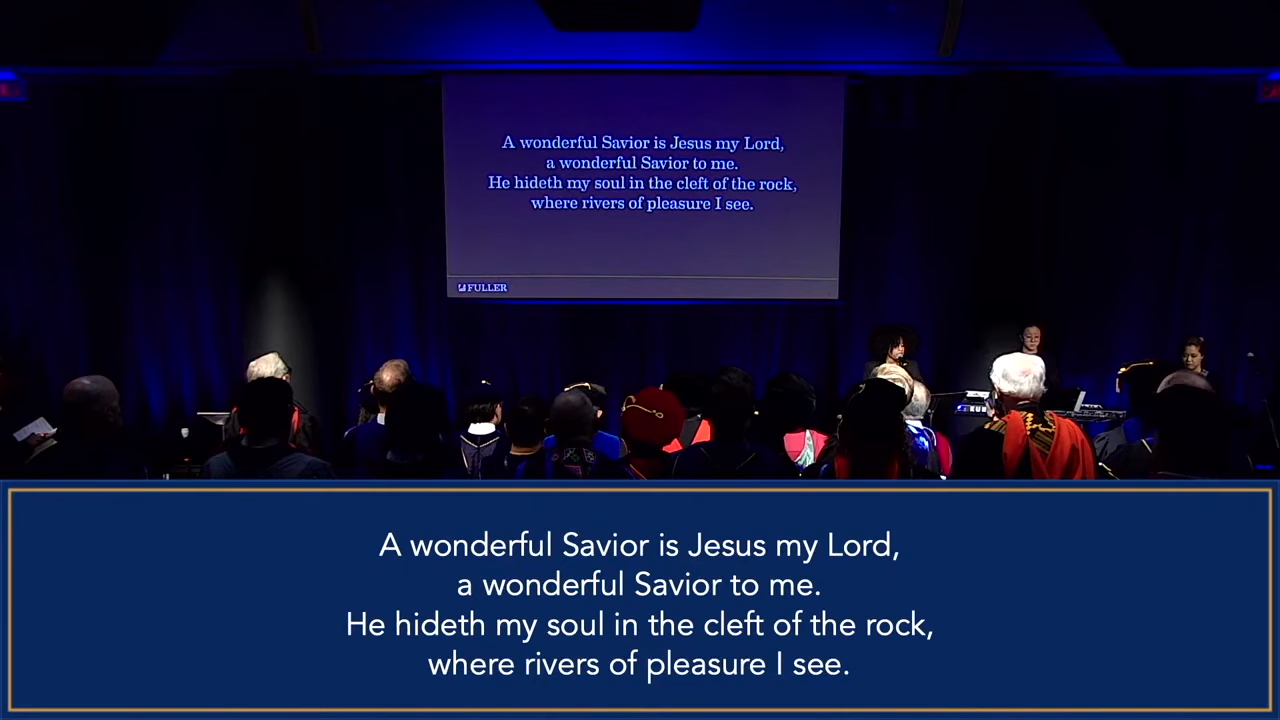 A wonderful Savior is Jesus my Lord,
a wonderful Savior to me.
He hideth my soul in the cleft of the rock,
where rivers of pleasure I see.
FULLER
A wonderful Savior is Jesus my Lord,
a wonderful Savior to me.
He hideth my soul in the cleft of the rock,
where rivers of pleasure I see.